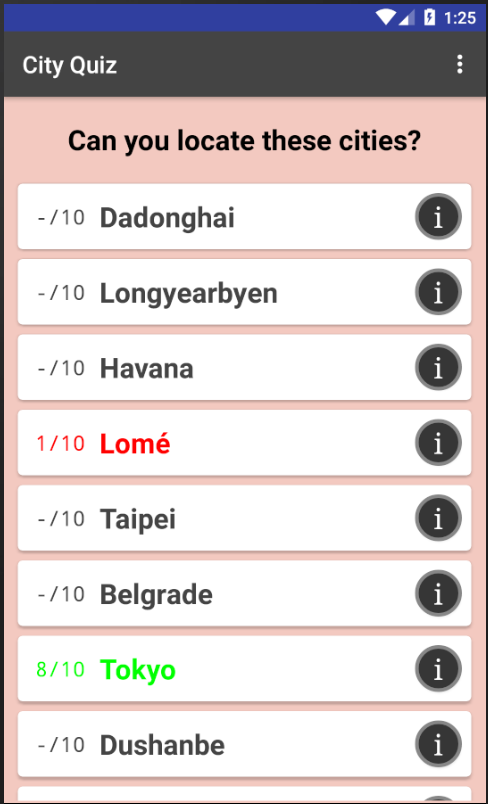 1:25
City Quiz
Can you locate these cities?
-/10 Dadonghai i
-/10 Longyearbyen i
-/10 Havana i
1/10 Lomé i
-/10 Taipei i
-/10 Belgrade i
8/10 Tokyo i
-/10 Dushanbe i